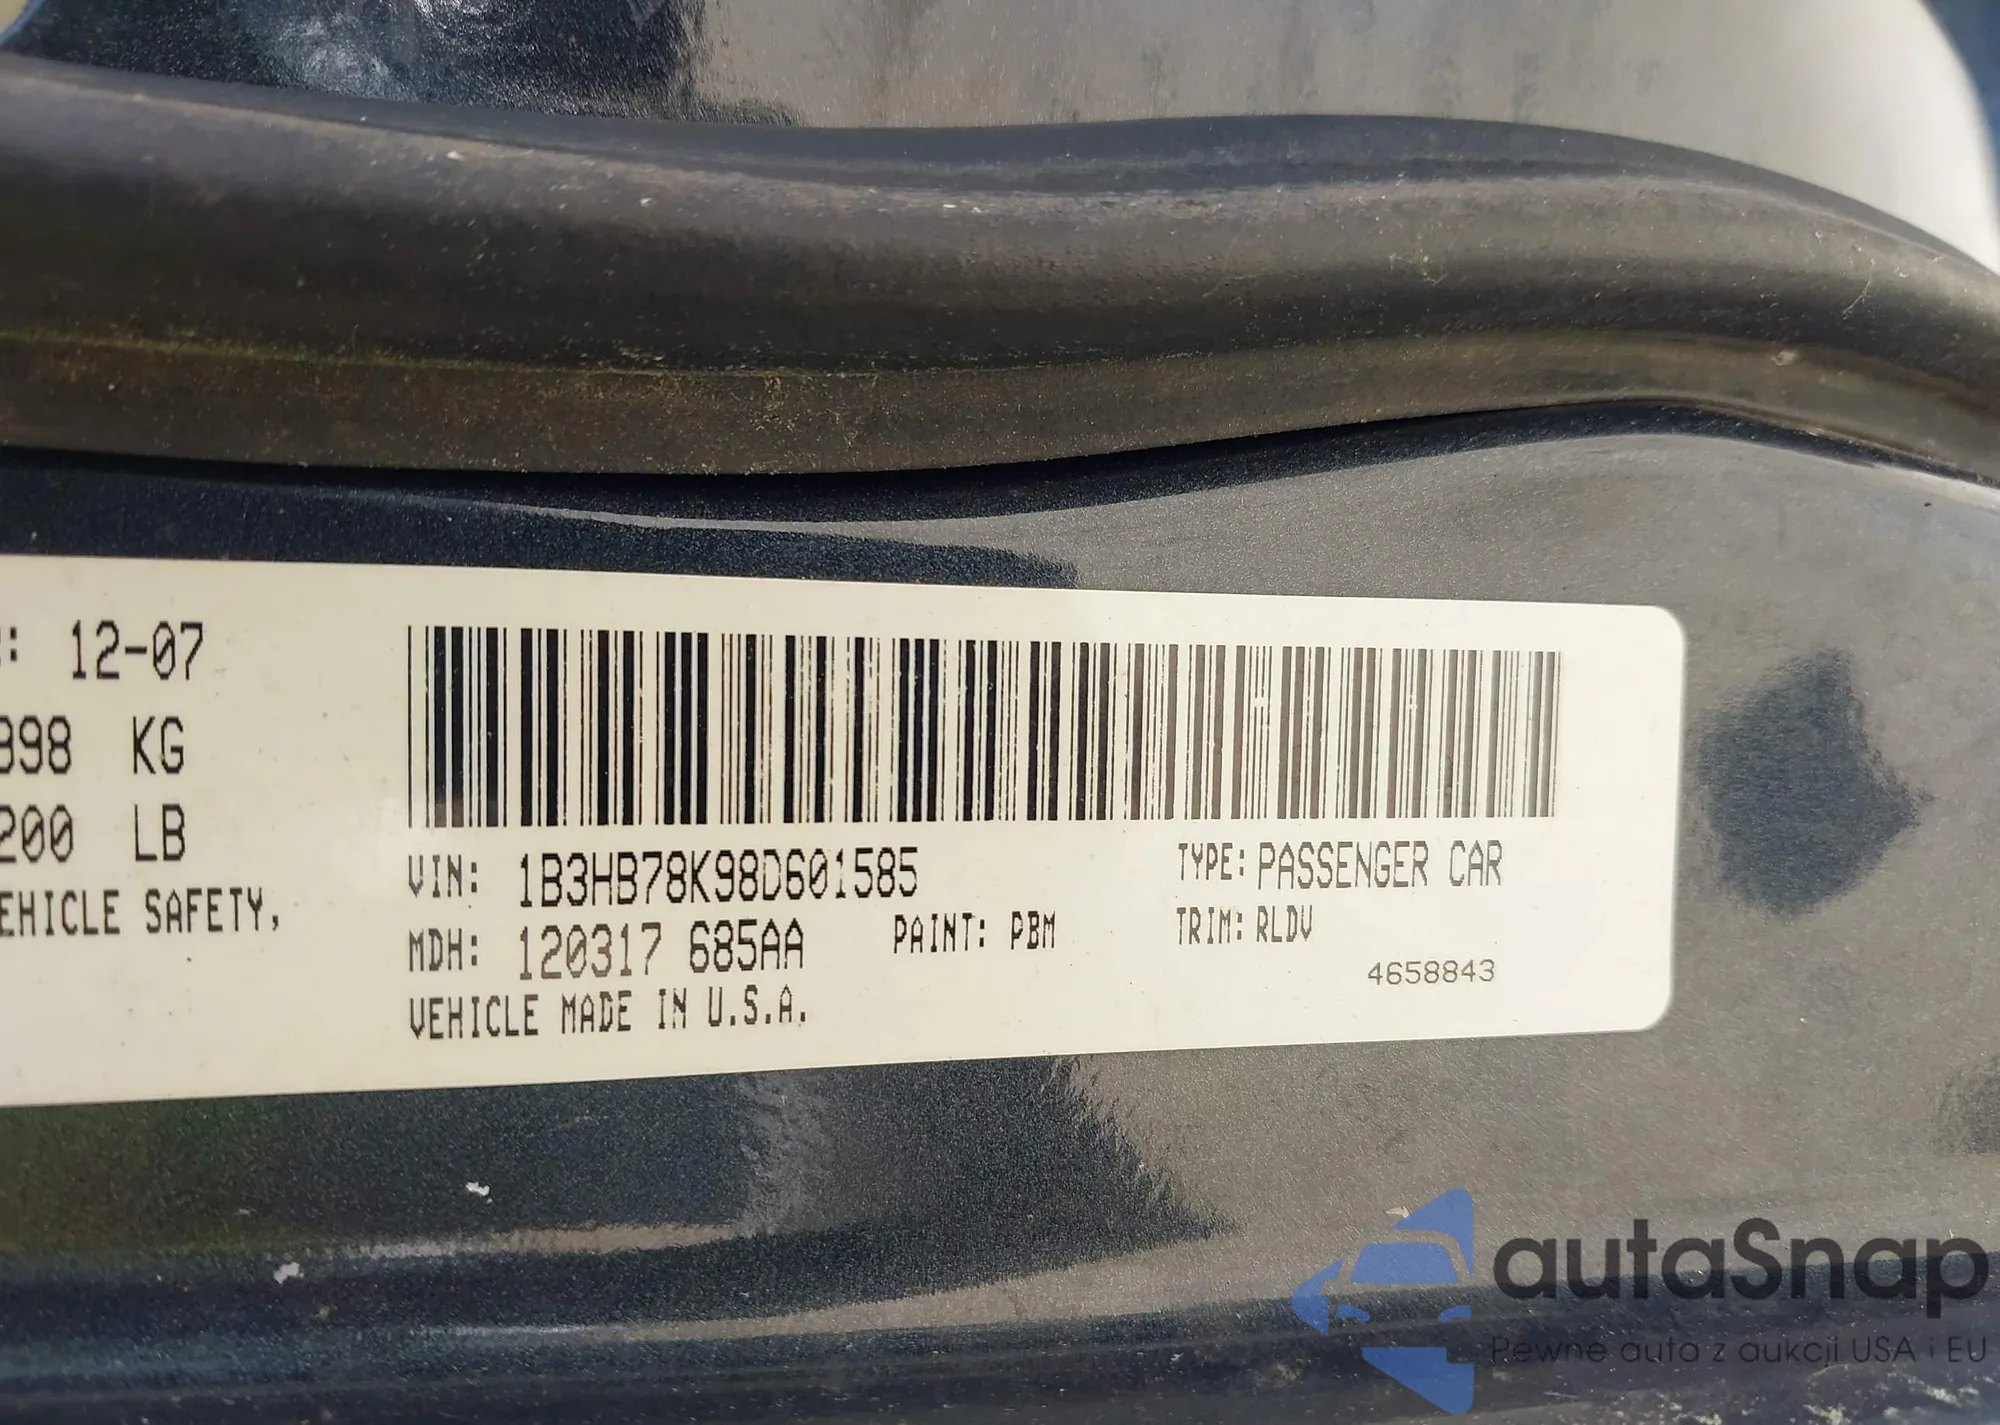 : 12-07
898 KG
200 LB
EHICLE SAFETY,
VIN: 1B3HB78K98D601585
TYPE: PASSENGER CAR
MDH: 120317 685AA
PAINT: PBM
TRIM: RLDV
4658843
VEHICLE MADE IN U.S.A.
autaSnap
Pewne auta z aukcji USA i EU